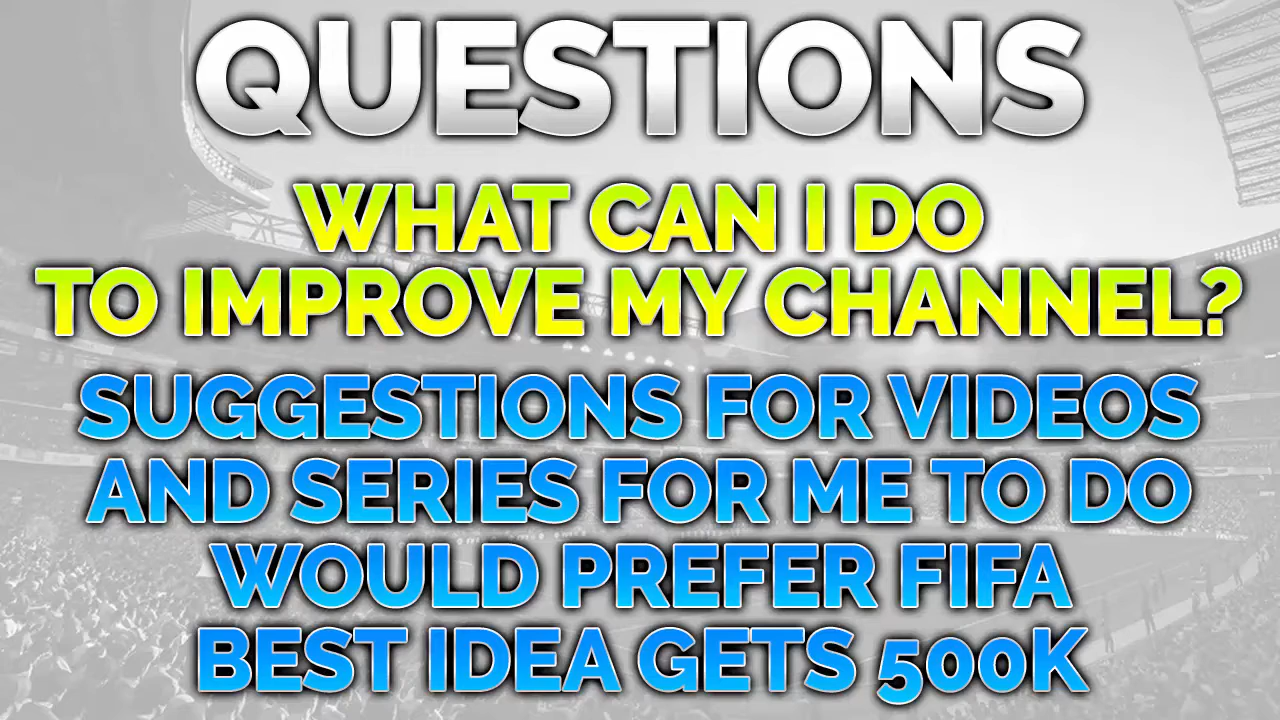 QUESTIONS
WHAT CAN I DO
TO IMPROVE MY CHANNEL?
SUGGESTIONS FOR VIDEOS
AND SERIES FOR ME TO DO
WOULD PREFER FIFA
BEST IDEA GETS 500K